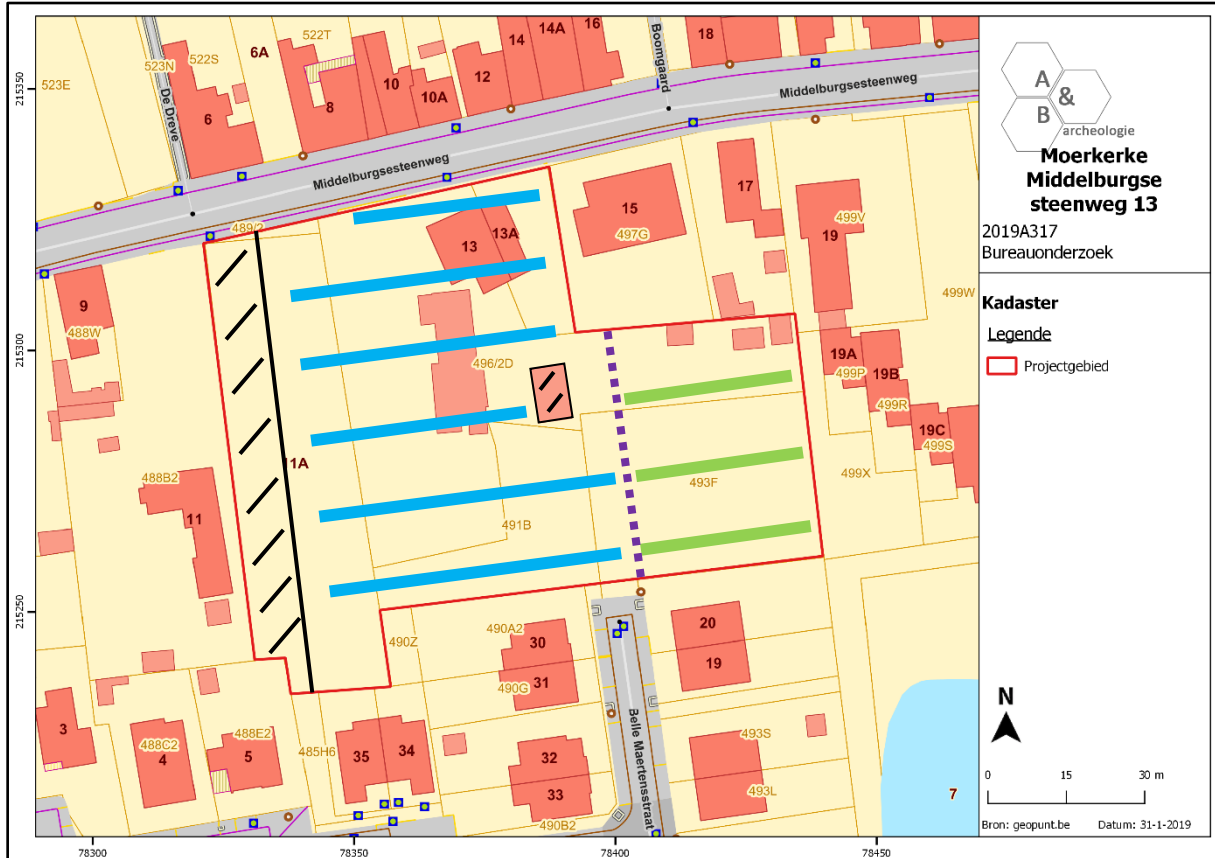 522T
16
6A
522S
14A
14
18
523N
523E
12
10
8
10A
6
De Dreve
Boomgaard
Middelburgsesteenweg
Middelburgsesteenweg
489/2
17
15
497G
19
499V
13
13A
499W
9
488W
496/2D
19A
499P
19B
499R
19C
499S
499X
11A
488B2
11
493F
491B
490Z
490A2
30
490G
31
20
19
Belle Maertensstraat
3
488C2
4
488E2
5
485H6
35
34
32
33
490B2
493S
493L
7
215350
215300
215250
78300
78350
78400
78450
A
&
B
archeologie
Moerkerke
Middelburgse
steenweg 13
2019A317
Bureauonderzoek
Kadaster
Legende
Projectgebied
N
0 15 30 m
Bron: geopunt.be Datum: 31-1-2019